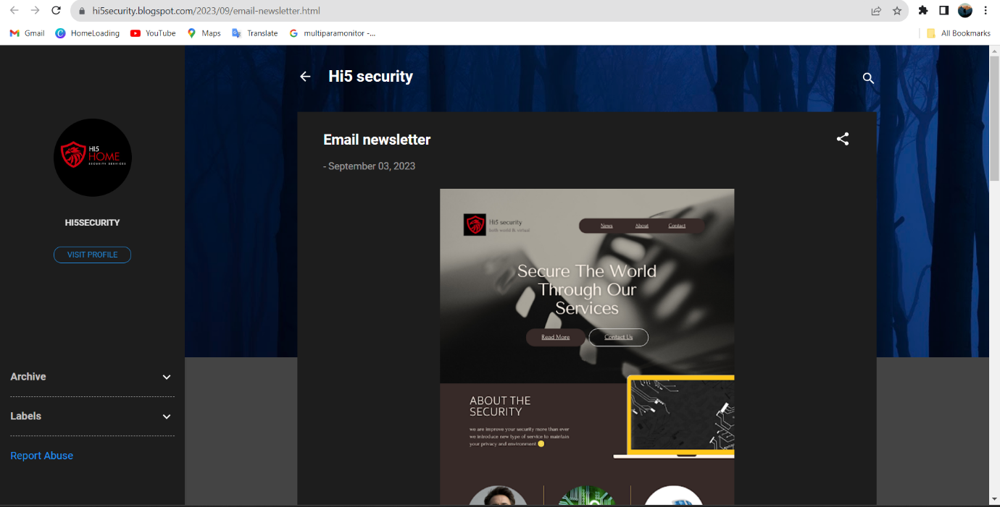 hi5security.blogspot.com/2023/09/email-newsletter.html
Gmail HomeLoading YouTube Maps Translate multiparamonitor -... All Bookmarks
Hi5 security
HI5
HOME
SECURITY SERVICES
HI5SECURITY
VISIT PROFILE
Archive
Labels
Report Abuse
Email newsletter
- September 03, 2023
Hi5 security
both world & virtual
News About Contact
Secure The World
Through Our
Services
Read More Contact Us
ABOUT THE
SECURITY
we are improve your security more than ever
we introduce new type of service to maintain
your privacy and environment